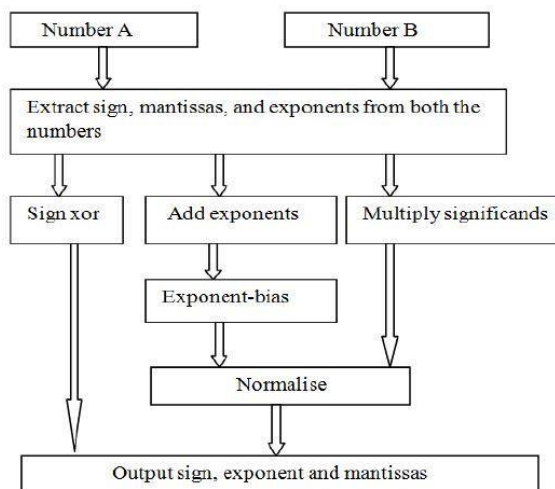 Number A
Number B
Extract sign, mantissas, and exponents from both the
numbers
Sign xor
Add exponents
Multiply significands
Exponent-bias
Normalise
Output sign, exponent and mantissas